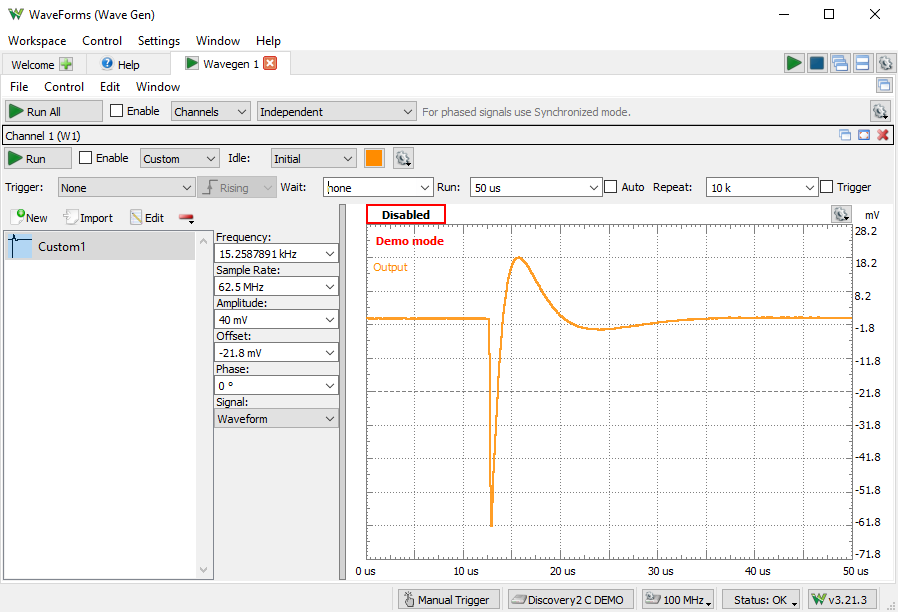 WaveForms (Wave Gen)
Workspace Control Settings Window Help
Welcome Help Wavegen 1
File Control Edit Window
Run All Enable Channels Independent For phased signals use Synchronized mode.
Channel 1 (W1)
Run Enable Custom Idle: Initial
Trigger: None Rising Wait: none Run: 50 us Auto Repeat: 10 k Trigger
New Import Edit
Custom1
Frequency:
15.2587891 kHz
Sample Rate:
62.5 MHz
Amplitude:
40 mV
Offset:
-21.8 mV
Phase:
0 °
Signal:
Waveform
Disabled
mV
Demo mode
Output
28.2
18.2
8.2
-1.8
-11.8
-21.8
-31.8
-41.8
-51.8
-61.8
-71.8
0 us 10 us 20 us 30 us 40 us 50 us
Manual Trigger Discovery2 C DEMO 100 MHz Status: OK v3.21.3